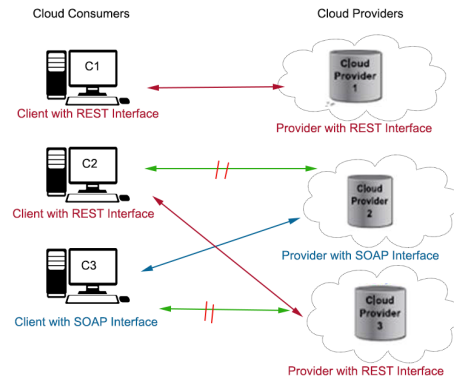 Cloud Consumers
Cloud Providers
C1
Cloud
Provider
1
Client with REST Interface
Provider with REST Interface
C2
Client with REST Interface
Cloud
Provider
2
Provider with SOAP Interface
C3
Client with SOAP Interface
Cloud
Provider
3
Provider with REST Interface